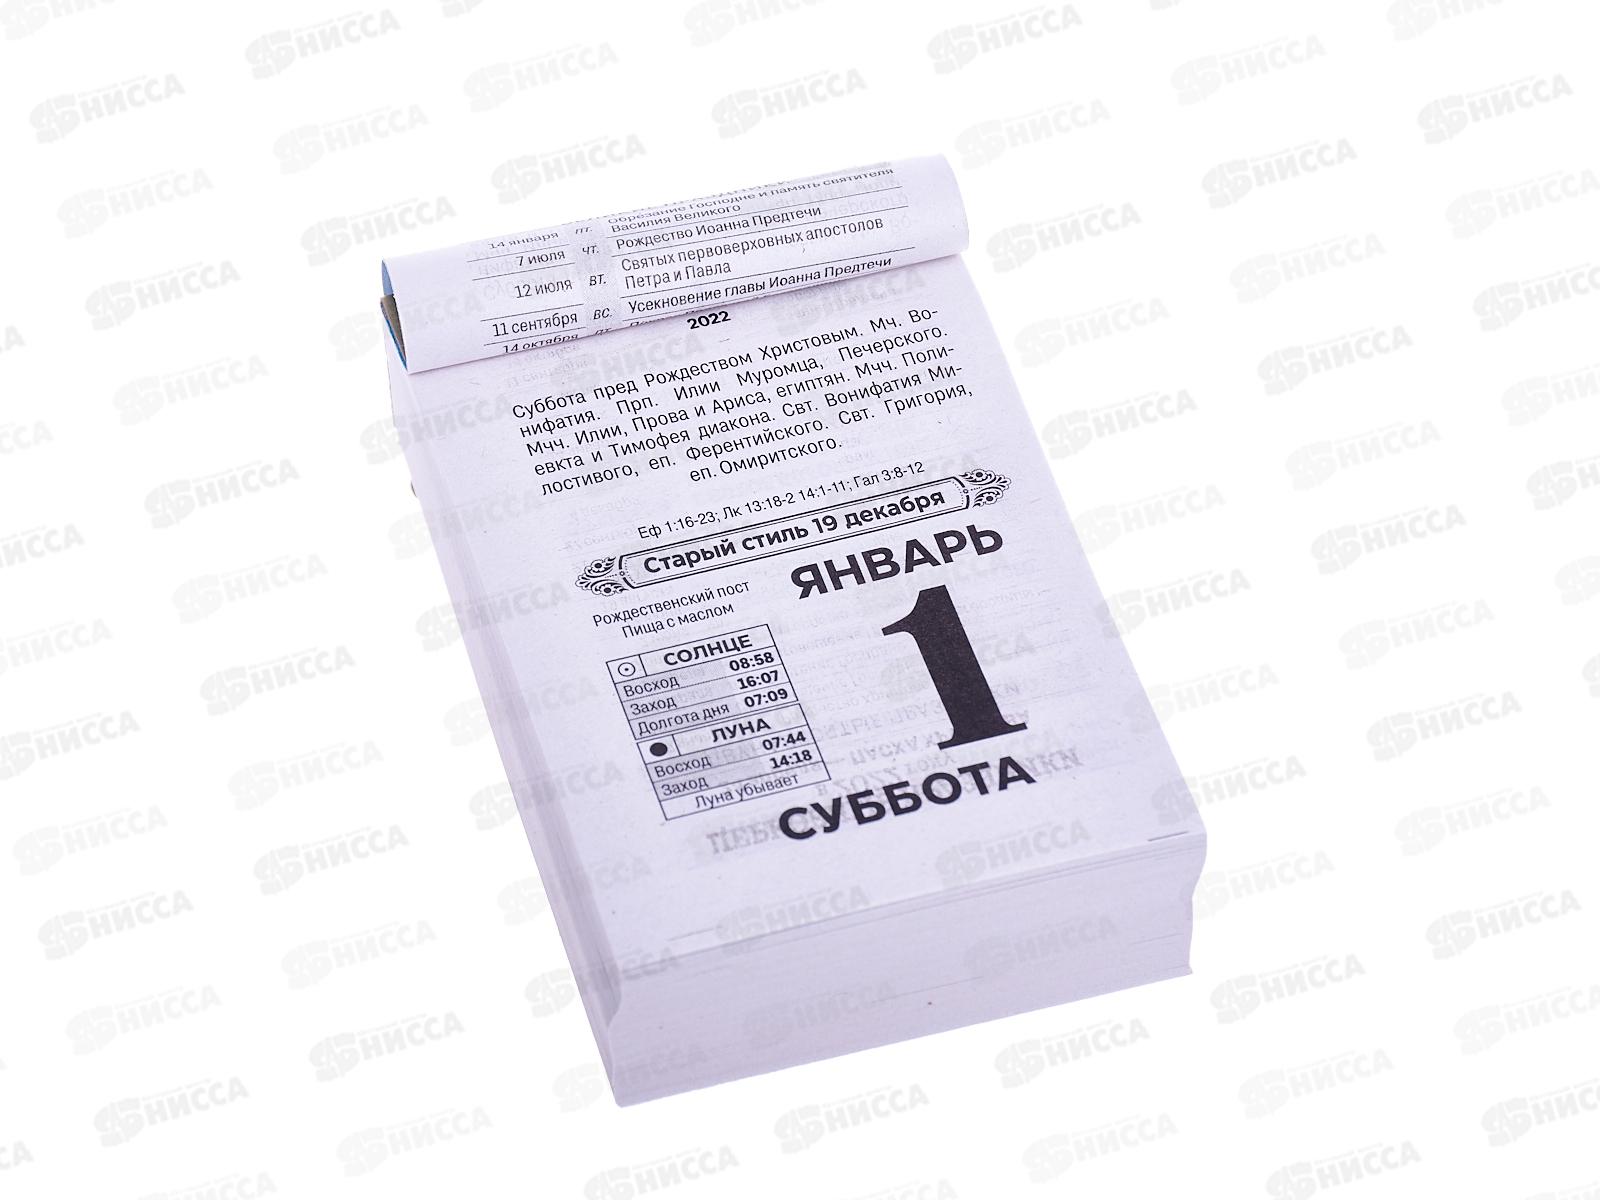 Обрезание Господне и память святителя
14 января пт. Василия Великого
7 июля чт. Рождество Иоанна Предтечи
12 июля вт. Святых первоверховных апостолов
Петра и Павла
11 сентября вс. Усекновение главы Иоанна Предтечи
14 октября пт.
2022
Суббота пред Рождеством Христовым. Мч. Во-
нифатия. Прп. Илии Муромца, Печерского.
Мчч. Илии, Прова и Ариса, египтян. Мчч. Поли-
евкта и Тимофея диакона. Свт. Вонифатия Ми-
лостивого, еп. Ферентийского. Свт. Григория,
еп. Омиритского.
Еф 1:16-23; Лк 13:18-2 14:1-11; Гал 3:8-12
Старый стиль 19 декабря
Рождественский пост
Пища с маслом
ЯНВАРЬ
1
СУББОТА
СОЛНЦЕ
Восход 08:58
Заход 16:07
Долгота дня 07:09
ЛУНА
Восход 07:44
Заход 14:18
Луна убывает
НИССА